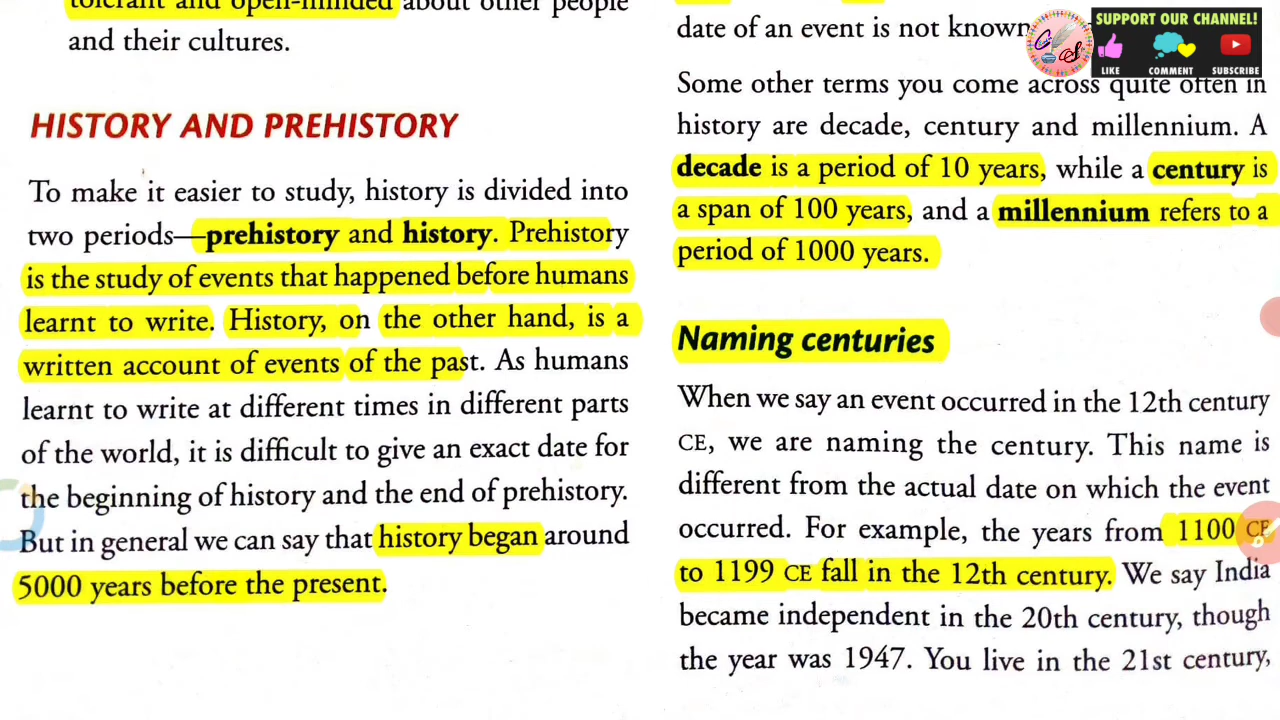 tolerant and open-minded about other people
and their cultures.
HISTORY AND PREHISTORY
To make it easier to study, history is divided into
two periods—prehistory and history. Prehistory
is the study of events that happened before humans
learnt to write. History, on the other hand, is a
written account of events of the past. As humans
learnt to write at different times in different parts
of the world, it is difficult to give an exact date for
the beginning of history and the end of prehistory.
But in general we can say that history began around
5000 years before the present.
date of an event is not known
Some other terms you come across quite often in
history are decade, century and millennium. A
decade is a period of 10 years, while a century is
a span of 100 years, and a millennium refers to a
period of 1000 years.
Naming centuries
When we say an event occurred in the 12th century
CE, we are naming the century. This name is
different from the actual date on which the event
occurred. For example, the years from 1100 CE
to 1199 CE fall in the 12th century. We say India
became independent in the 20th century, though
the year was 1947. You live in the 21st century,
SUPPORT OUR CHANNEL!
LIKE COMMENT SUBSCRIBE